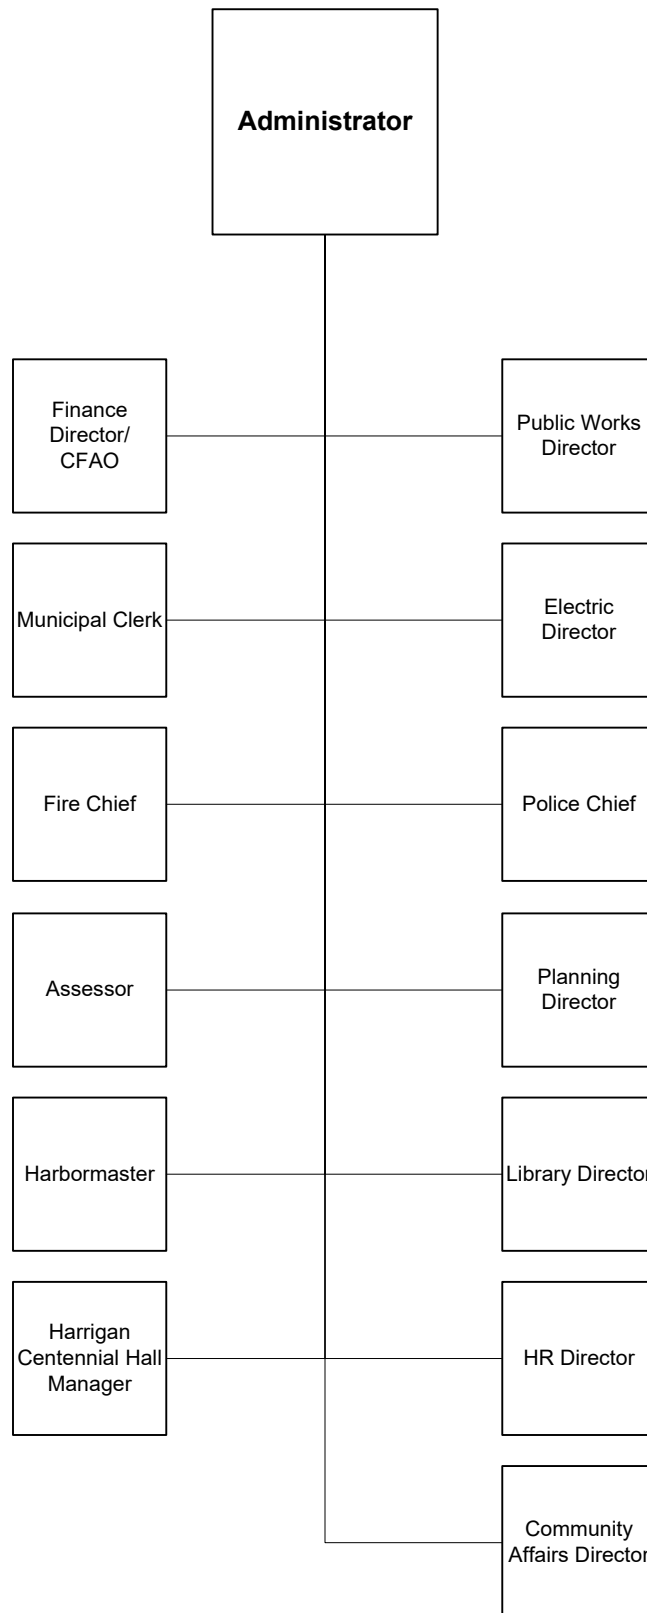 Administrator
Finance
Director/
CFAO
Public Works
Director
Municipal Clerk
Electric
Director
Fire Chief
Police Chief
Assessor
Planning
Director
Harbormaster
Library Director
Harrigan
Centennial Hall
Manager
HR Director
Community
Affairs Director